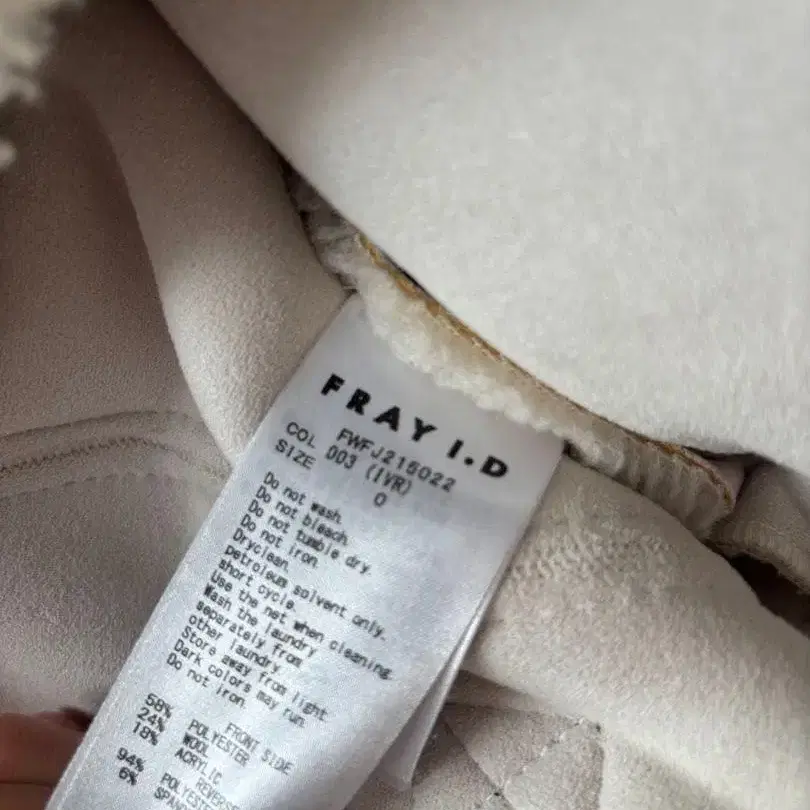 FRAY I.D
FWFJ215022
COL 003 (IVR)
SIZE 0
Do not wash.
Do not bleach.
Do not tumble dry.
Do not iron.
Dryclean.
petroleum solvent only.
short cycle.
Use the net when cleaning.
Wash the laundry
separately from
other laundry.
Store away from light.
Dark colors may run.
Do not iron.
FRONT SIDE
58% POLYESTER
24% WOOL
18% ACRYLIC
REVERSE
94% POLYESTER
6%